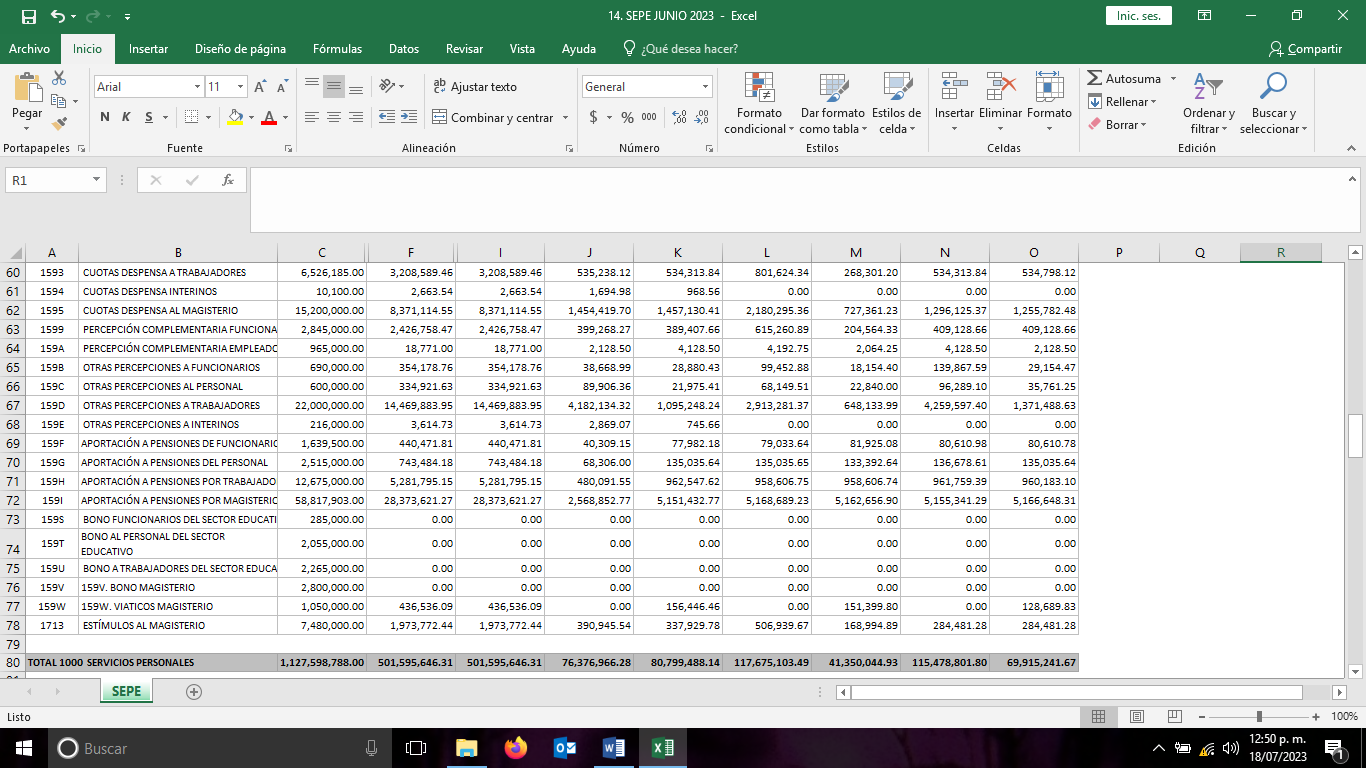 14. SEPE JUNIO 2023 - Excel
Inic. ses.
Archivo Inicio Insertar Diseño de página Fórmulas Datos Revisar Vista Ayuda ¿Qué desea hacer? Compartir
Pegar
Arial 11
N K S
Ajustar texto
Combinar y centrar
General
$ % 000
Formato condicional
Dar formato como tabla
Estilos de celda
Insertar Eliminar Formato
Autosuma
Rellenar
Borrar
Ordenar y filtrar
Buscar y seleccionar
Portapapeles Fuente Alineación Número Estilos Celdas Edición
R1 fx
A B C F I J K L M N O P Q R
60 1593 CUOTAS DESPENSA A TRABAJADORES 6,526,185.00 3,208,589.46 3,208,589.46 535,238.12 534,313.84 801,624.34 268,301.20 534,313.84 534,798.12
61 1594 CUOTAS DESPENSA INTERINOS 10,100.00 2,663.54 2,663.54 1,694.98 968.56 0.00 0.00 0.00 0.00
62 1595 CUOTAS DESPENSA AL MAGISTERIO 15,200,000.00 8,371,114.55 8,371,114.55 1,454,419.70 1,457,130.41 2,180,295.36 727,361.23 1,296,125.37 1,255,782.48
63 1599 PERCEPCIÓN COMPLEMENTARIA FUNCIONA 2,845,000.00 2,426,758.47 2,426,758.47 399,268.27 389,407.66 615,260.89 204,564.33 409,128.66 409,128.66
64 159A PERCEPCIÓN COMPLEMENTARIA EMPLEADO 965,000.00 18,771.00 18,771.00 2,128.50 4,128.50 4,192.75 2,064.25 4,128.50 2,128.50
65 159B OTRAS PERCEPCIONES A FUNCIONARIOS 690,000.00 354,178.76 354,178.76 38,668.99 28,880.43 99,452.88 18,154.40 139,867.59 29,154.47
66 159C OTRAS PERCEPCIONES AL PERSONAL 600,000.00 334,921.63 334,921.63 89,906.36 21,975.41 68,149.51 22,840.00 96,289.10 35,761.25
67 159D OTRAS PERCEPCIONES A TRABAJADORES 22,000,000.00 14,469,883.95 14,469,883.95 4,182,134.32 1,095,248.24 2,913,281.37 648,133.99 4,259,597.40 1,371,488.63
68 159E OTRAS PERCEPCIONES A INTERINOS 216,000.00 3,614.73 3,614.73 2,869.07 745.66 0.00 0.00 0.00 0.00
69 159F APORTACIÓN A PENSIONES DE FUNCIONARIO 1,639,500.00 440,471.81 440,471.81 40,309.15 77,982.18 79,033.64 81,925.08 80,610.98 80,610.78
70 159G APORTACIÓN A PENSIONES DEL PERSONAL 2,515,000.00 743,484.18 743,484.18 68,306.00 135,035.64 135,035.65 133,392.64 136,678.61 135,035.64
71 159H APORTACIÓN A PENSIONES POR TRABAJADO 12,675,000.00 5,281,795.15 5,281,795.15 480,091.55 962,547.62 958,606.75 958,606.74 961,759.39 960,183.10
72 159I APORTACIÓN A PENSIONES POR MAGISTERIO 58,817,903.00 28,373,621.27 28,373,621.27 2,568,852.77 5,151,432.77 5,168,689.23 5,162,656.90 5,155,341.29 5,166,648.31
73 159S BONO FUNCIONARIOS DEL SECTOR EDUCATI 285,000.00 0.00 0.00 0.00 0.00 0.00 0.00 0.00 0.00
74 159T BONO AL PERSONAL DEL SECTOR EDUCATIVO 2,055,000.00 0.00 0.00 0.00 0.00 0.00 0.00 0.00 0.00
75 159U BONO A TRABAJADORES DEL SECTOR EDUCA 2,265,000.00 0.00 0.00 0.00 0.00 0.00 0.00 0.00 0.00
76 159V 159V. BONO MAGISTERIO 2,800,000.00 0.00 0.00 0.00 0.00 0.00 0.00 0.00 0.00
77 159W 159W. VIATICOS MAGISTERIO 1,050,000.00 436,536.09 436,536.09 0.00 156,446.46 0.00 151,399.80 0.00 128,689.83
78 1713 ESTÍMULOS AL MAGISTERIO 7,480,000.00 1,973,772.44 1,973,772.44 390,945.54 337,929.78 506,939.67 168,994.89 284,481.28 284,481.28
79
80 TOTAL 1000 SERVICIOS PERSONALES 1,127,598,788.00 501,595,646.31 501,595,646.31 76,376,966.28 80,799,488.14 117,675,103.49 41,350,044.93 115,478,801.80 69,915,241.67
SEPE
Listo 100%
Buscar
12:50 p. m.
18/07/2023
1